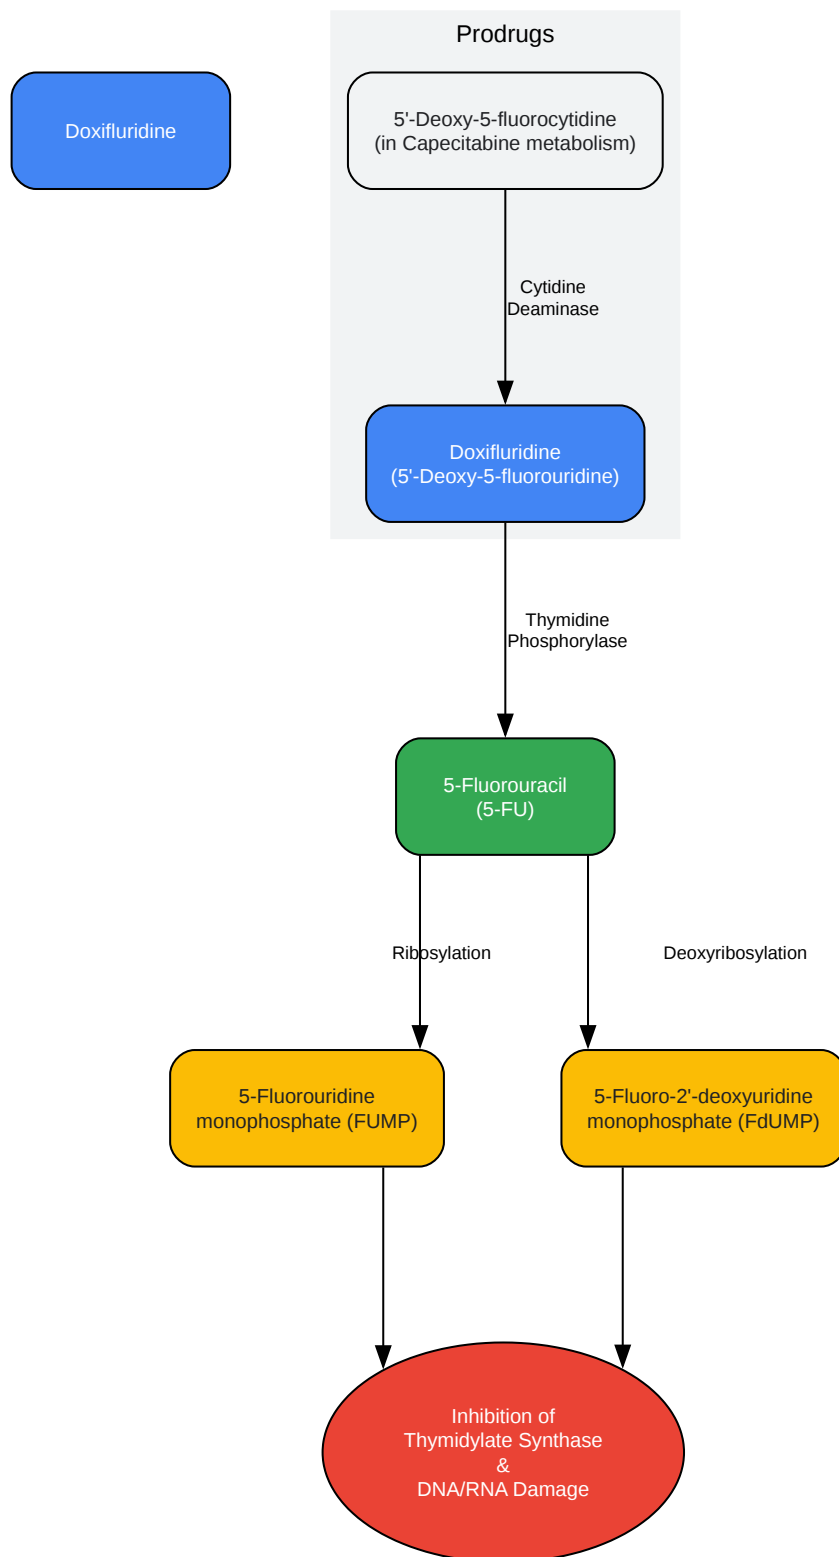 Prodrugs
Doxifluridine
5'-Deoxy-5-fluorocytidine
(in Capecitabine metabolism)
Cytidine
Deaminase
Doxifluridine
(5'-Deoxy-5-fluorouridine)
Thymidine
Phosphorylase
5-Fluorouracil
(5-FU)
Ribosylation
Deoxyribosylation
5-Fluorouridine
monophosphate (FUMP)
5-Fluoro-2'-deoxyuridine
monophosphate (FdUMP)
Inhibition of
Thymidylate Synthase
&
DNA/RNA Damage